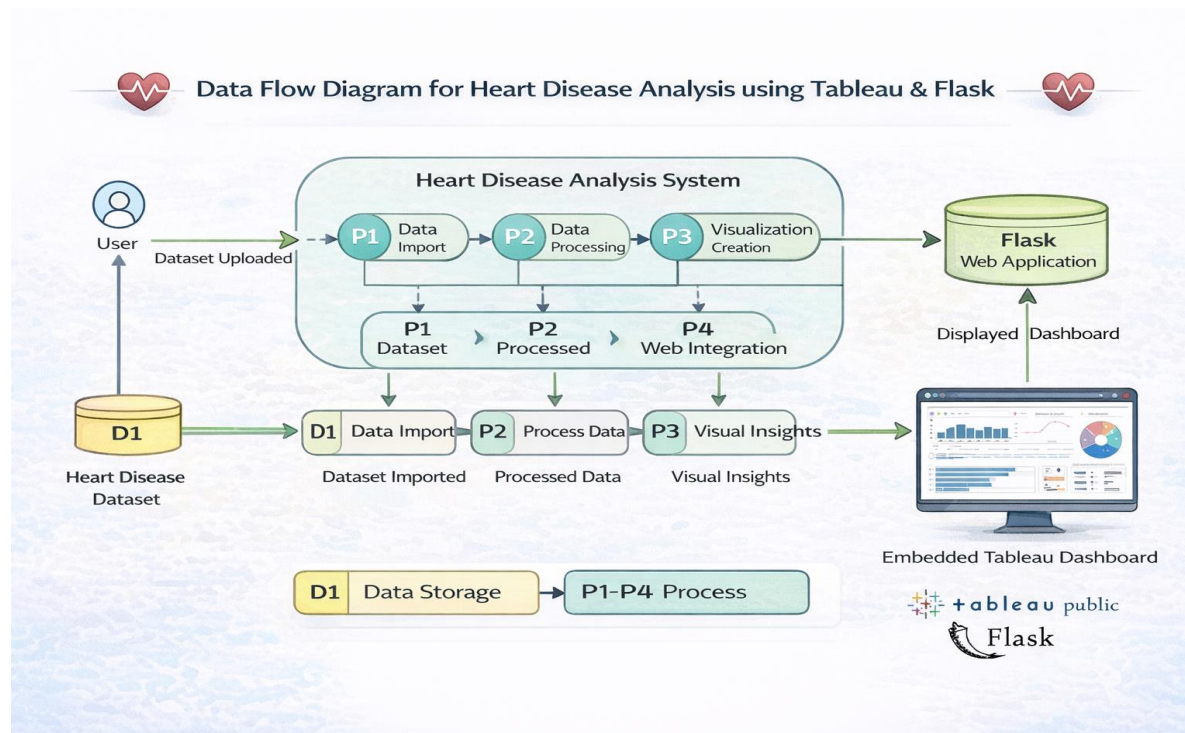 Data Flow Diagram for Heart Disease Analysis using Tableau & Flask
Heart Disease Analysis System
User
Dataset Uploaded
P1 Data
Import
P2 Data
Processing
P3 Visualization
Creation
Flask
Web Application
P1
Dataset
P2
Processed
P4
Web Integration
Displayed Dashboard
D1
Heart Disease
Dataset
D1 Data Import
P2 Process Data
P3 Visual Insights
Dataset Imported
Processed Data
Visual Insights
Embedded Tableau Dashboard
D1 Data Storage
P1-P4 Process
+ableau public
Flask